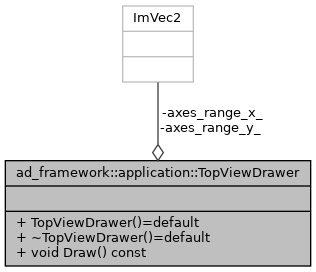 ImVec2
-axes_range_x_
-axes_range_y_
ad_framework::application::TopViewDrawer
+ TopViewDrawer()=default
+ ~TopViewDrawer()=default
+ void Draw() const